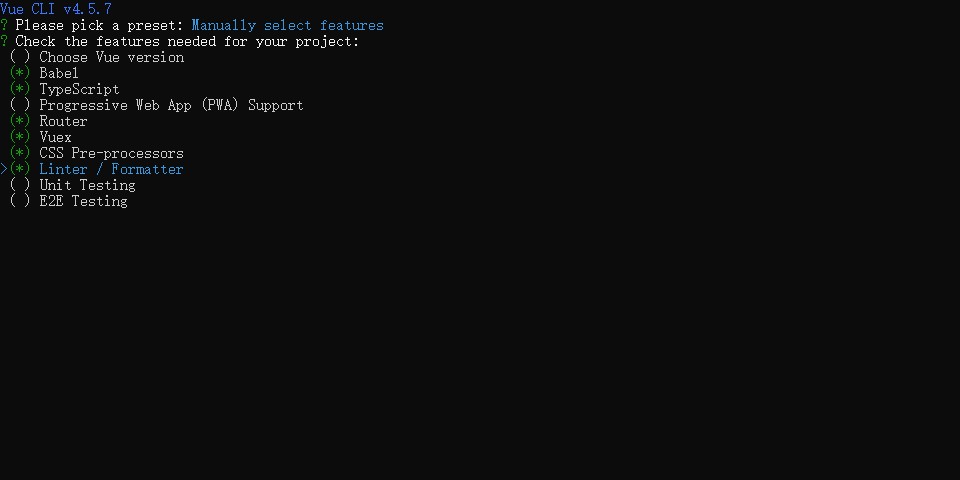 Vue CLI v4.5.7
? Please pick a preset: Manually select features
? Check the features needed for your project:
( ) Choose Vue version
(*) Babel
(*) TypeScript
( ) Progressive Web App (PWA) Support
(*) Router
(*) Vuex
(*) CSS Pre-processors
>(*) Linter / Formatter
( ) Unit Testing
( ) E2E Testing